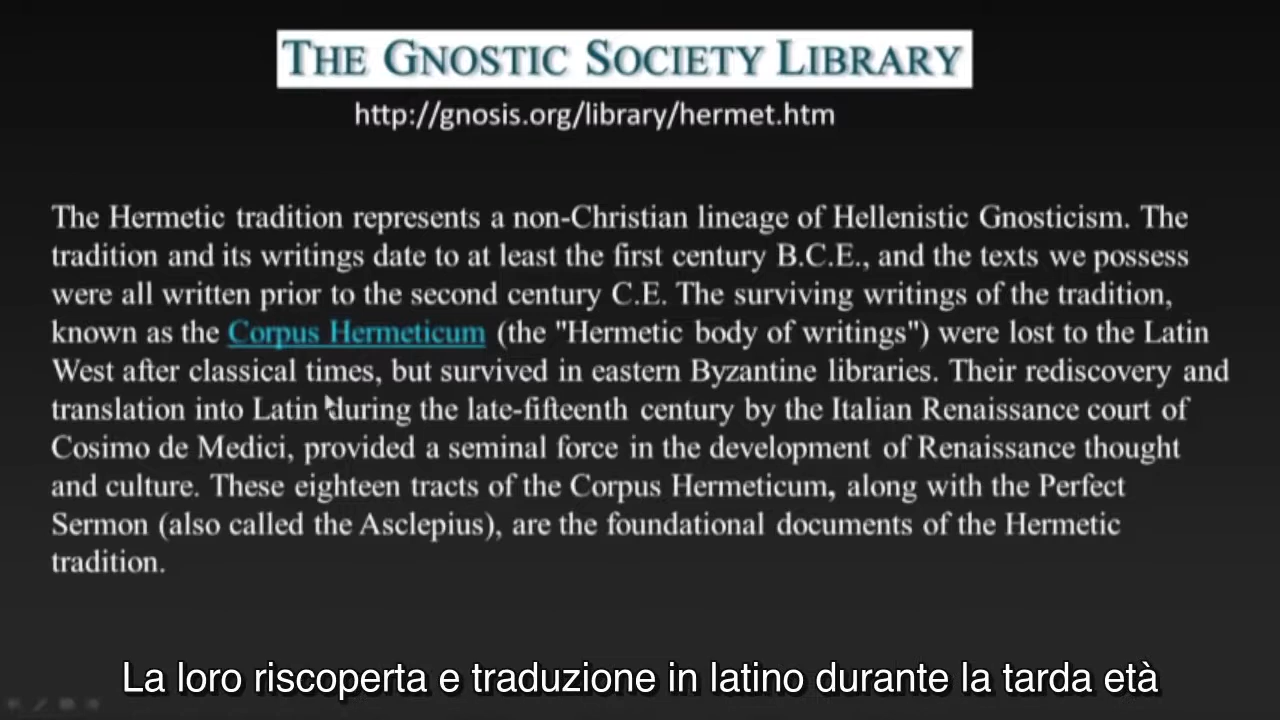 THE GNOSTIC SOCIETY LIBRARY
http://gnosis.org/library/hermet.htm
The Hermetic tradition represents a non-Christian lineage of Hellenistic Gnosticism. The
tradition and its writings date to at least the first century B.C.E., and the texts we possess
were all written prior to the second century C.E. The surviving writings of the tradition,
known as the Corpus Hermeticum (the "Hermetic body of writings") were lost to the Latin
West after classical times, but survived in eastern Byzantine libraries. Their rediscovery and
translation into Latin during the late-fifteenth century by the Italian Renaissance court of
Cosimo de Medici, provided a seminal force in the development of Renaissance thought
and culture. These eighteen tracts of the Corpus Hermeticum, along with the Perfect
Sermon (also called the Asclepius), are the foundational documents of the Hermetic
tradition.
La loro riscoperta e traduzione in latino durante la tarda età